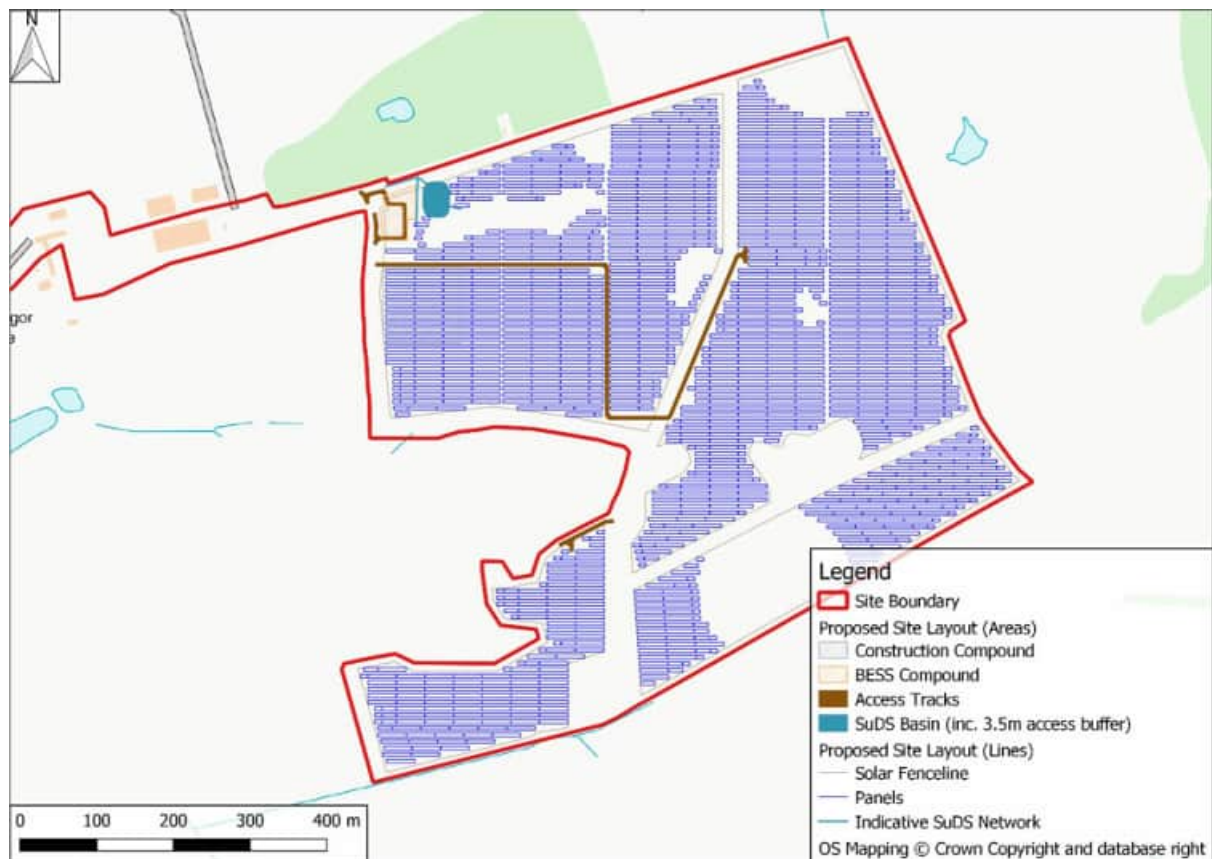 N
gor
e
Legend
Site Boundary
Proposed Site Layout (Areas)
Construction Compound
BESS Compound
Access Tracks
SuDS Basin (inc. 3.5m access buffer)
Proposed Site Layout (Lines)
Solar Fenceline
Panels
Indicative SuDS Network
OS Mapping © Crown Copyright and database right
0 100 200 300 400 m